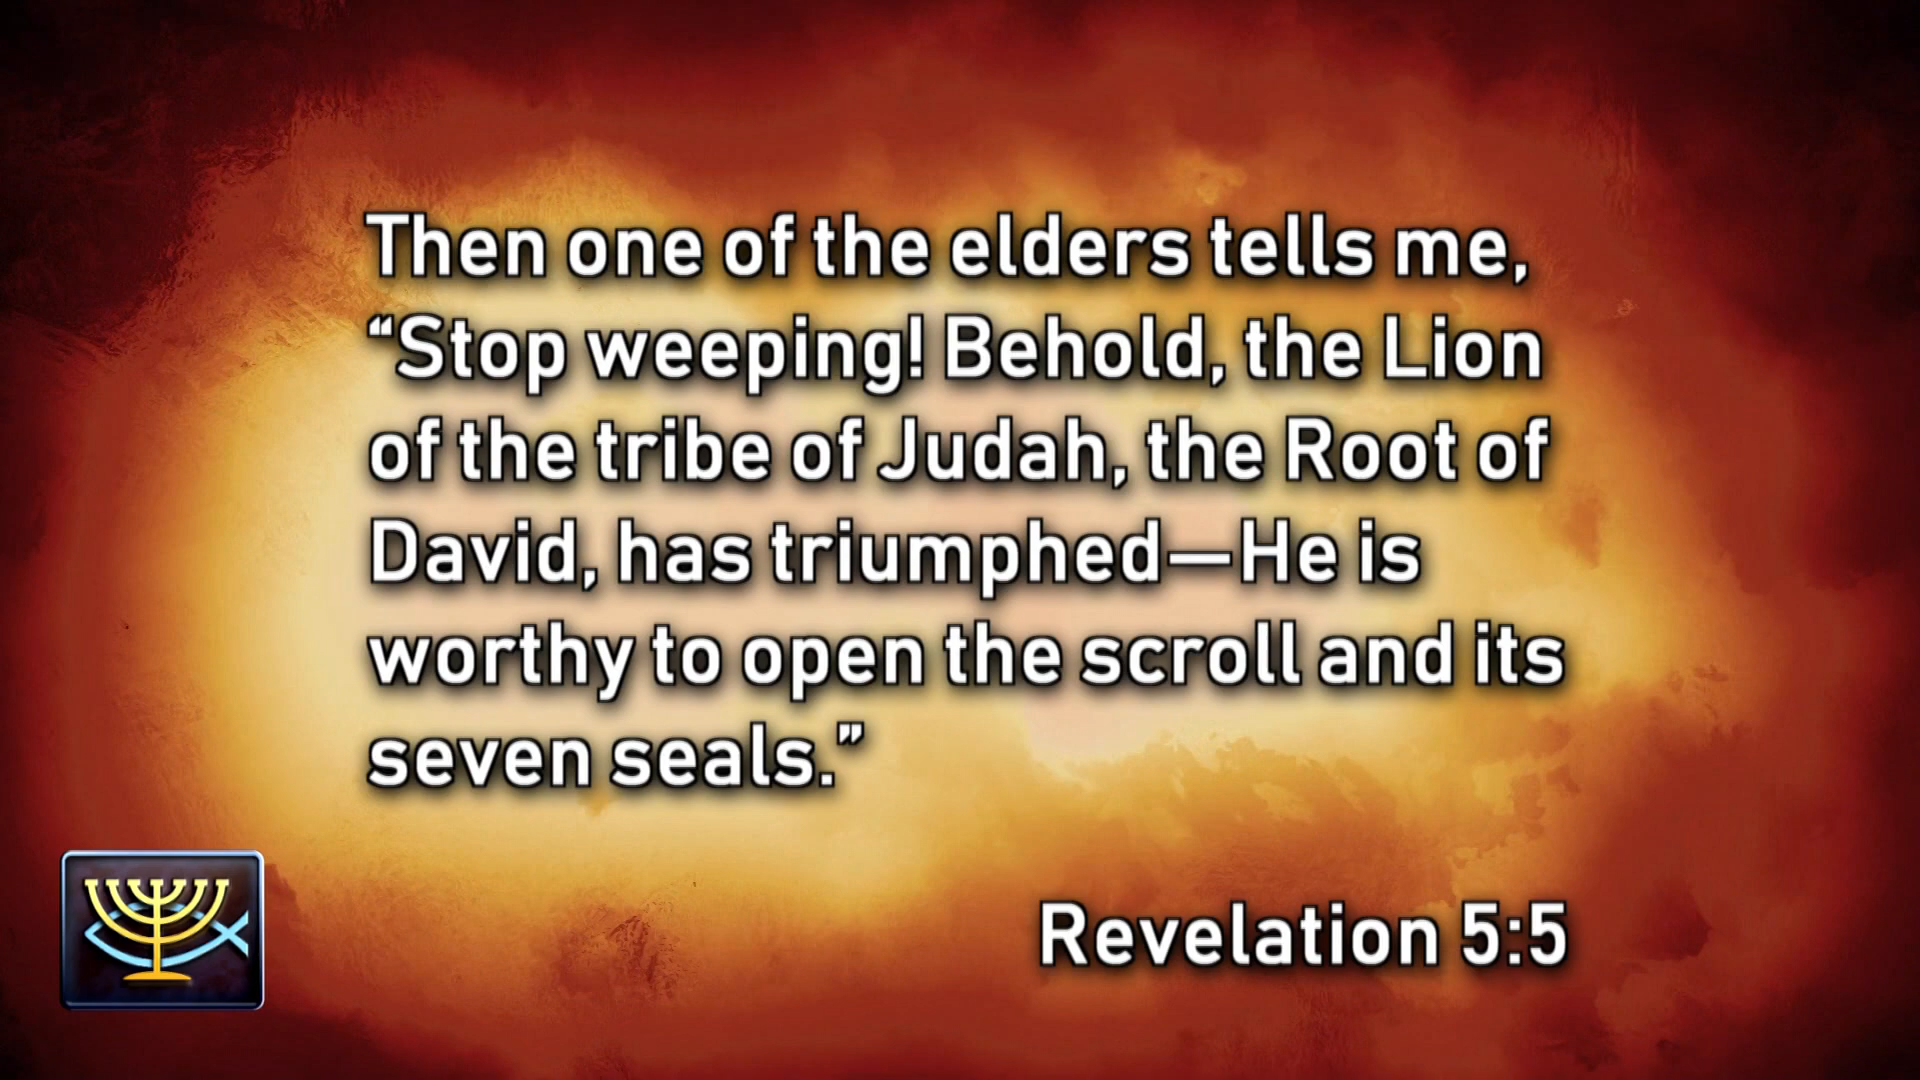 Then one of the elders tells me,
“Stop weeping! Behold, the Lion
of the tribe of Judah, the Root of
David, has triumphed—He is
worthy to open the scroll and its
seven seals.”
Revelation 5:5